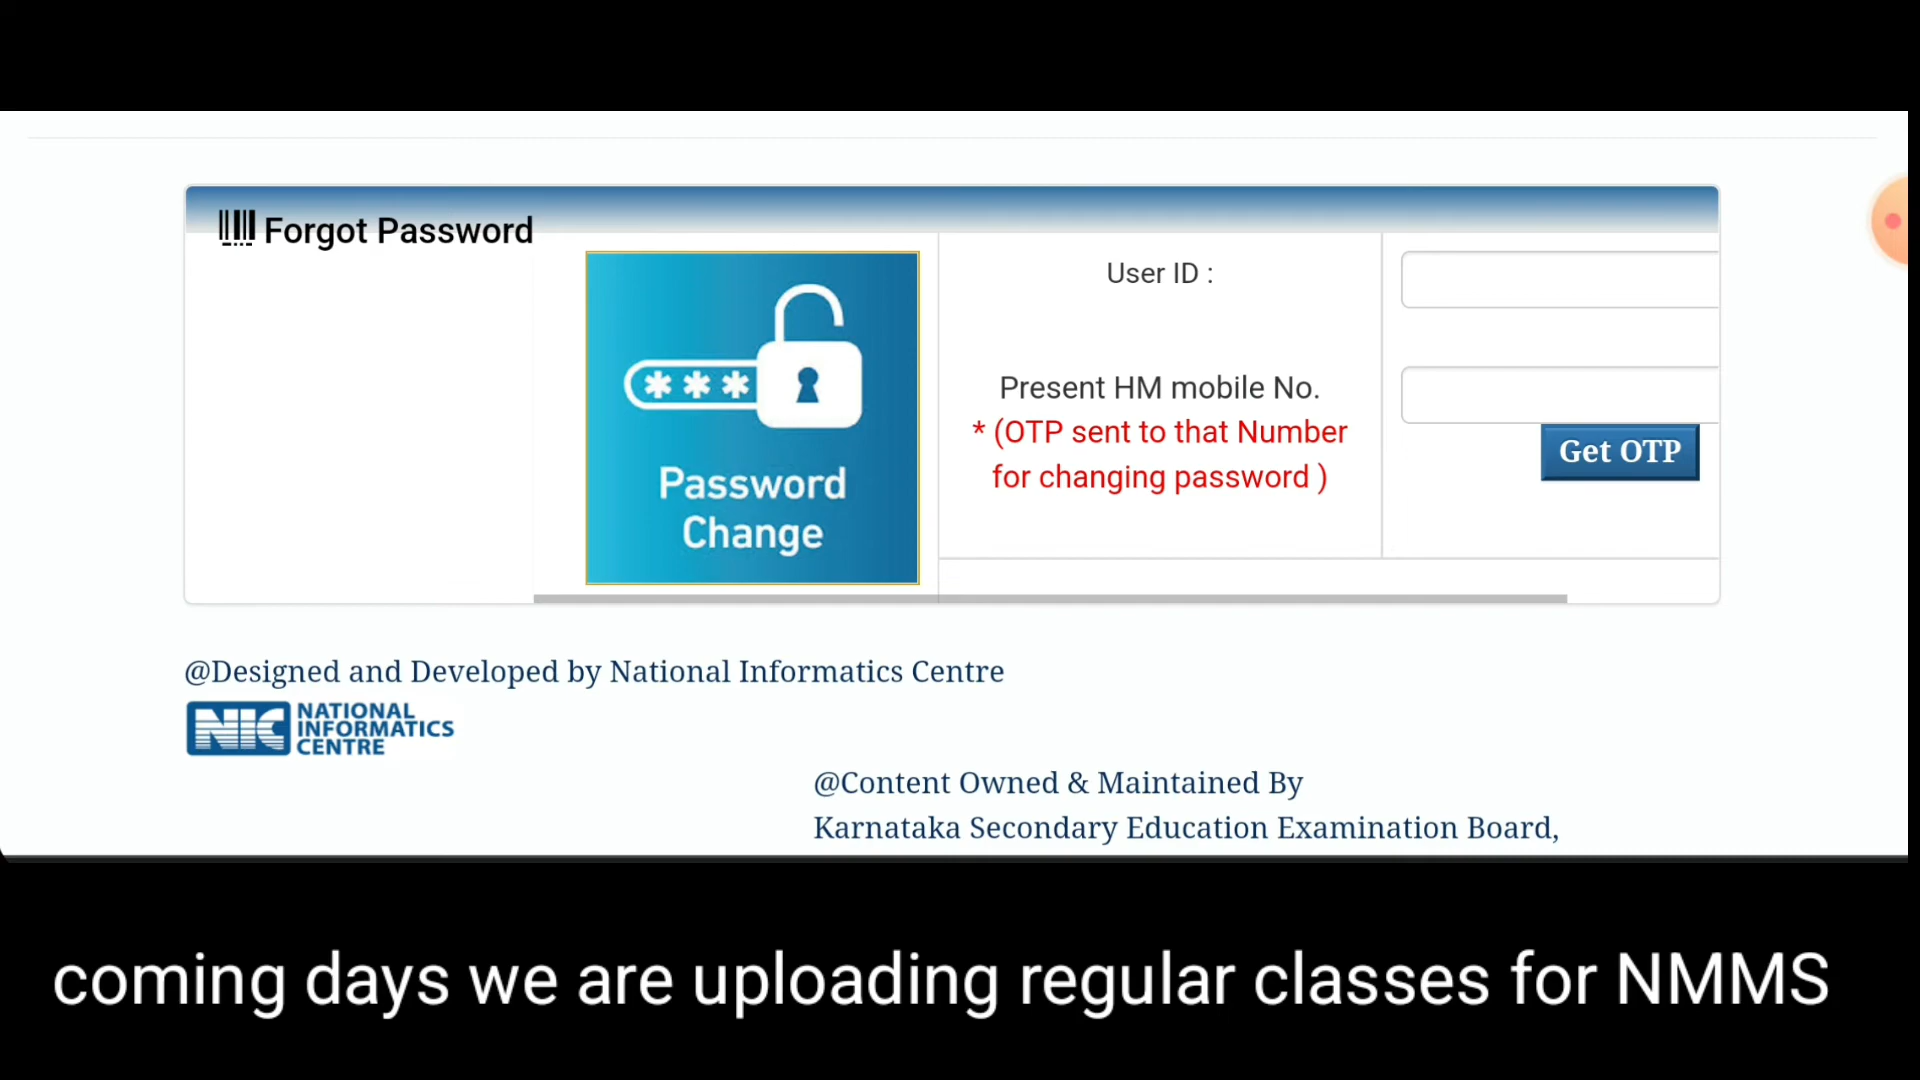 Forgot Password
User ID :
Present HM mobile No.
* (OTP sent to that Number
for changing password )
Get OTP
***
Password
Change
@Designed and Developed by National Informatics Centre
NIC
NATIONAL
INFORMATICS
CENTRE
@Content Owned & Maintained By
Karnataka Secondary Education Examination Board,
coming days we are uploading regular classes for NMMS